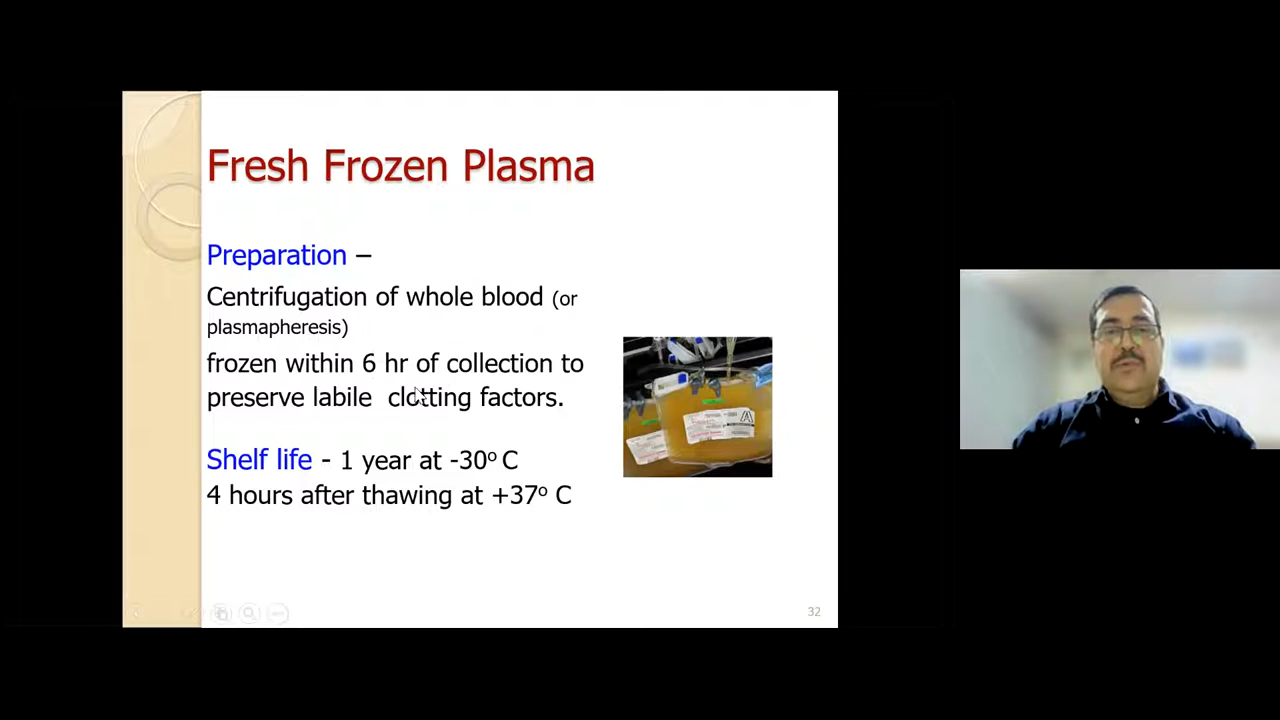 Fresh Frozen Plasma
Preparation –
Centrifugation of whole blood (or
plasmapheresis)
frozen within 6 hr of collection to
preserve labile clotting factors.
Shelf life - 1 year at -30º C
4 hours after thawing at +37º C
A
32